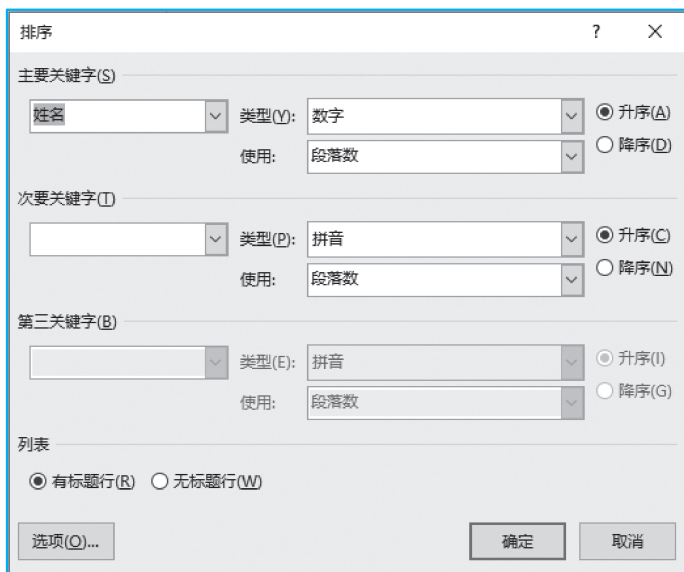 排序 ?
主要关键字(S)
姓名 类型(Y): 数字 升序(A)
使用: 段落数 降序(D)
次要关键字(T)
类型(P): 拼音 升序(C)
使用: 段落数 降序(N)
第三关键字(B)
类型(E): 拼音 升序(I)
使用: 段落数 降序(G)
列表
有标题行(R) 无标题行(W)
选项(O)... 确定 取消